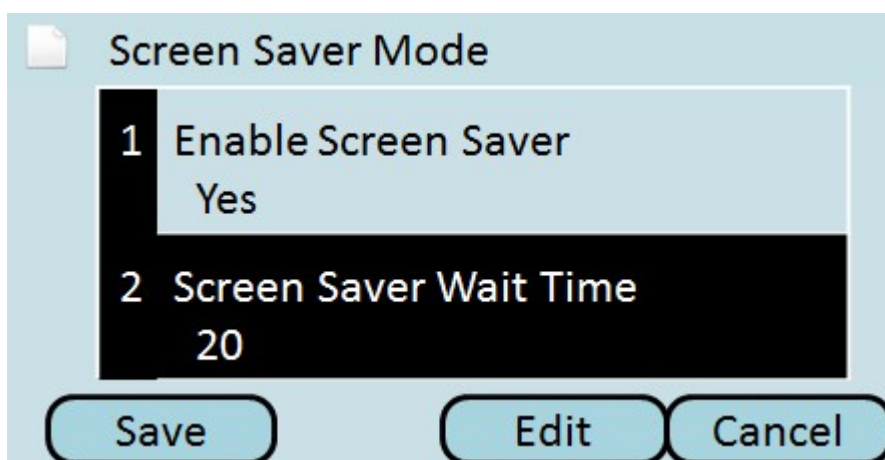 Screen Saver Mode
1 Enable Screen Saver
Yes
2 Screen Saver Wait Time
20
Save Edit Cancel